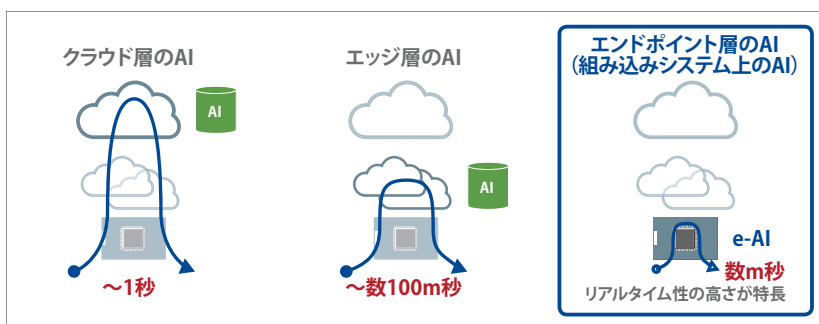 クラウド層のAI
AI
～1秒
エッジ層のAI
AI
～数100m秒
エンドポイント層のAI
(組み込みシステム上のAI)
e-AI
数m秒
リアルタイム性の高さが特長